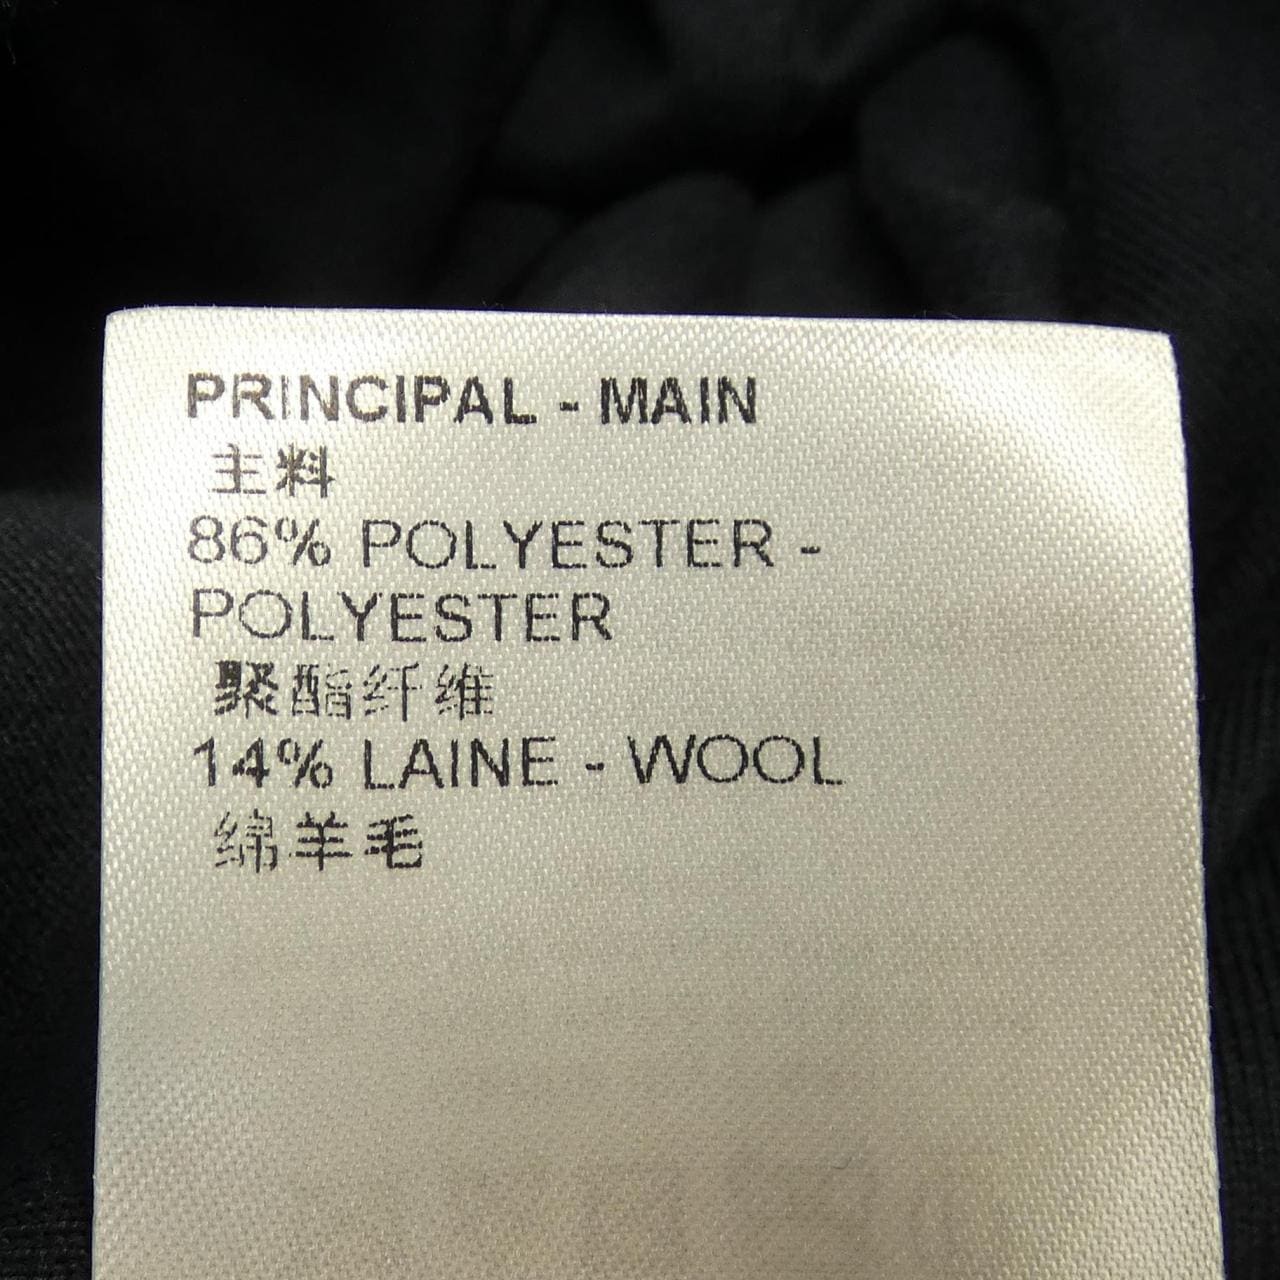 PRINCIPAL - MAIN
主料
86% POLYESTER -
POLYESTER
聚酯纤维
14% LAINE - WOOL
绵羊毛